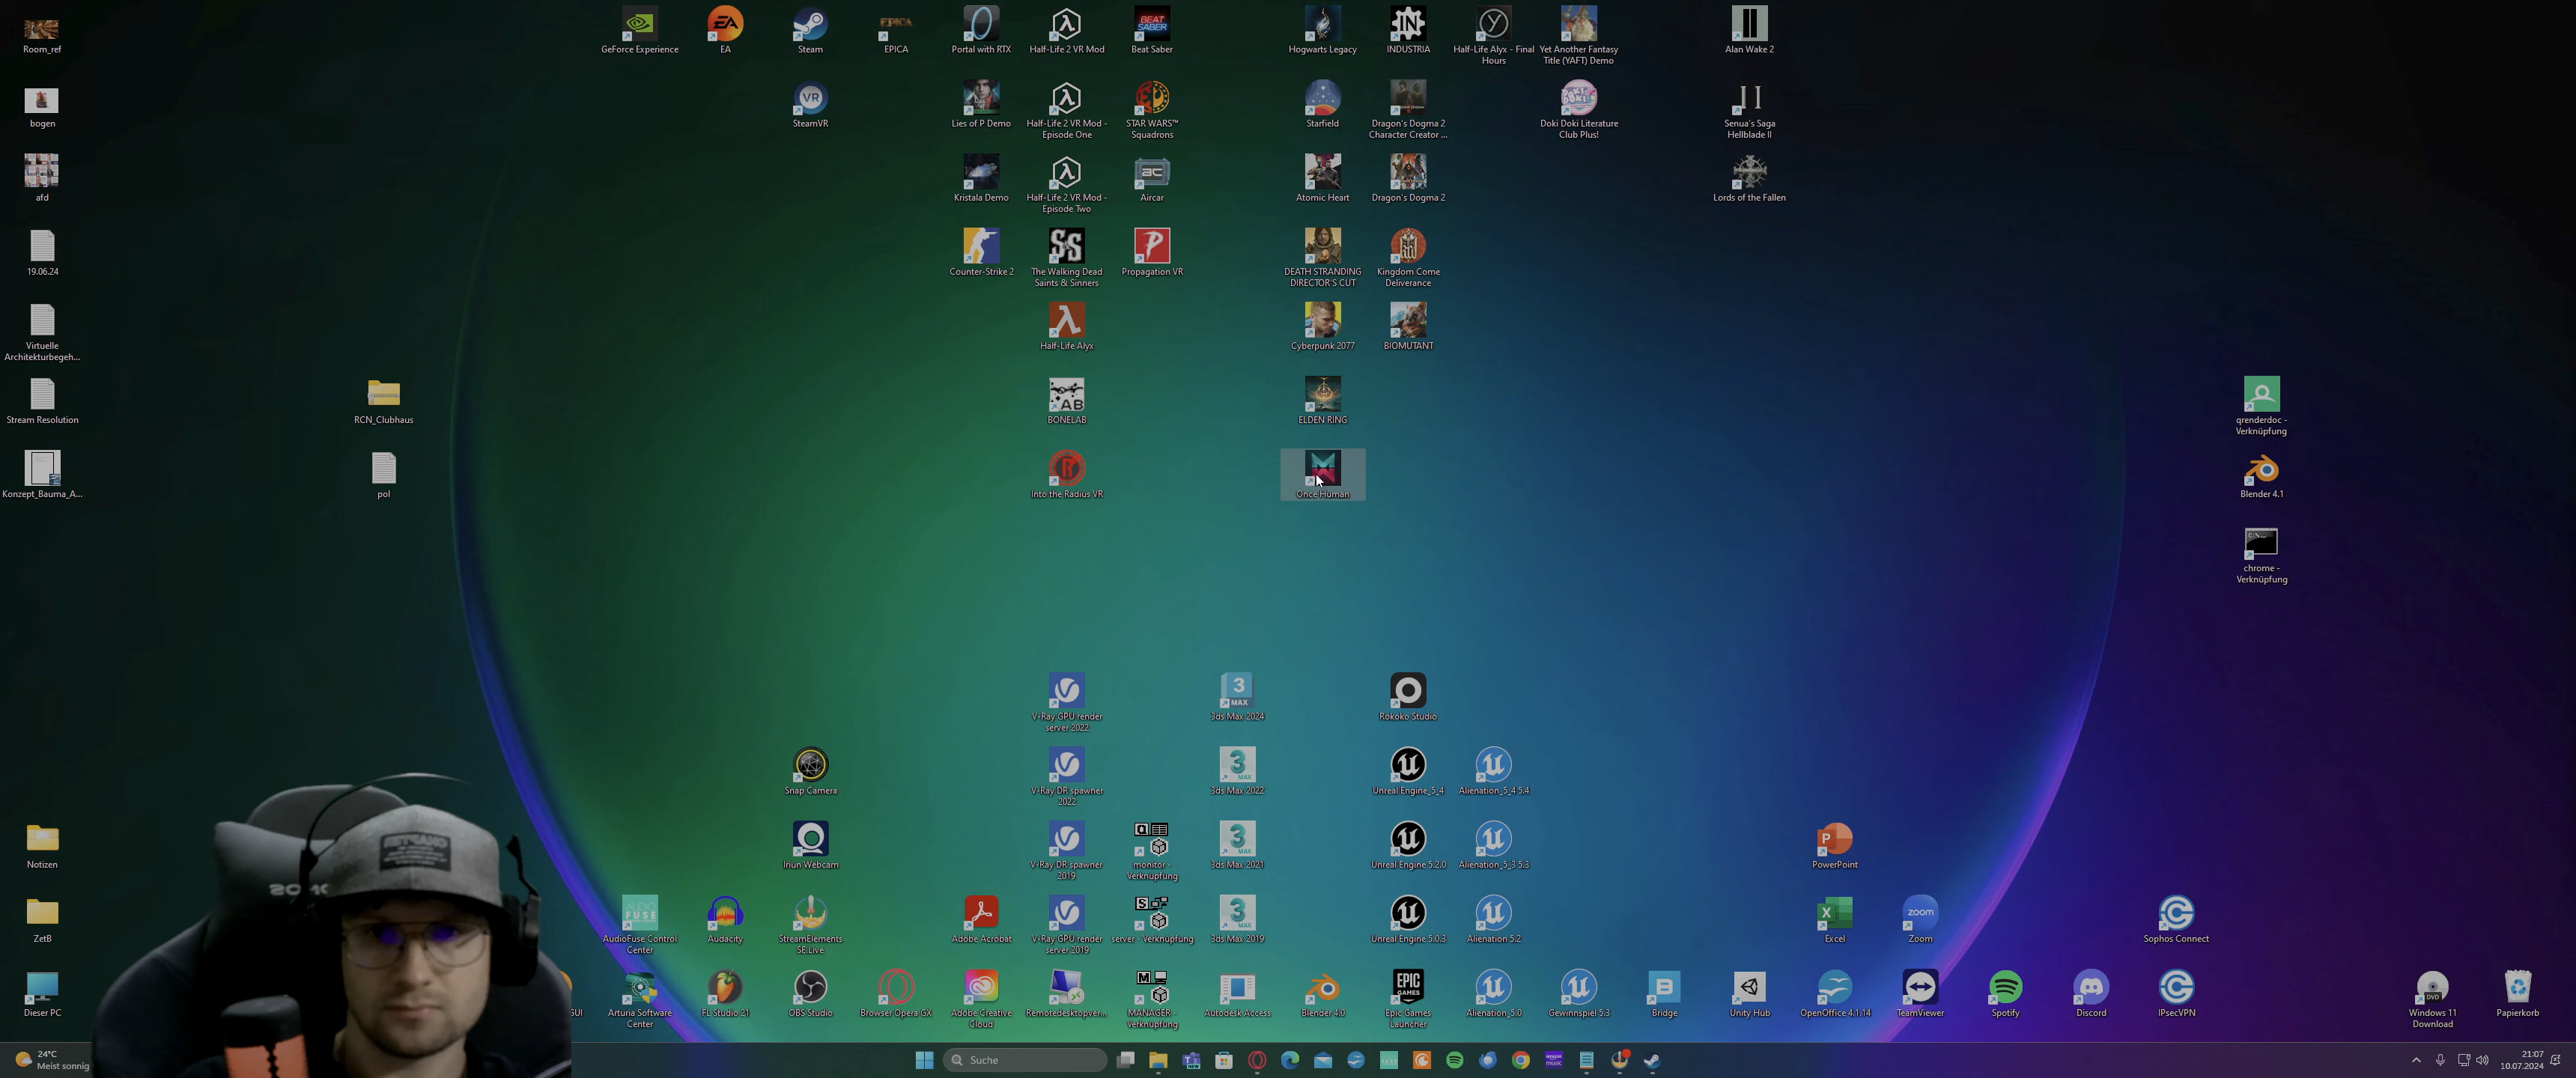 Room_ref
GeForce Experience
EA
Steam
EPICA
Portal with RTX
Half-Life 2 VR Mod
Beat Saber
Hogwarts Legacy
INDUSTRIA
Half-Life Alyx - Final
Hours
Yet Another Fantasy
Title (YAFT) Demo
Alan Wake 2
bogen
SteamVR
Lies of P Demo
Half-Life 2 VR Mod -
Episode One
STAR WARS™
Squadrons
Starfield
Dragon's Dogma 2
Character Creator ...
Doki Doki Literature
Club Plus!
Senua's Saga
Hellblade II
afd
Kristala Demo
Half-Life 2 VR Mod -
Episode Two
Aircar
Atomic Heart
Dragon's Dogma 2
Lords of the Fallen
19.06.24
Counter-Strike 2
The Walking Dead
Saints & Sinners
Propagation VR
DEATH STRANDING
DIRECTOR'S CUT
Kingdom Come
Deliverance
Virtuelle
Architekturbegeh...
Half-Life Alyx
Cyberpunk 2077
BIOMUTANT
Stream Resolution
RCN_Clubhaus
BONELAB
ELDEN RING
qrenderdoc -
Verknüpfung
Konzept_Bauma_A...
pol
Into the Radius VR
Once Human
Blender 4.1
chrome -
Verknüpfung
V-Ray GPU render
server 2022
3ds Max 2024
Rokoko Studio
Snap Camera
V-Ray DR spawner
2022
3ds Max 2022
Unreal Engine_5_4
Alienation_5_4 5.4
Notizen
Iriun Webcam
V-Ray DR spawner
2019
monitor -
Verknüpfung
3ds Max 2021
Unreal Engine 5.2.0
Alienation_5_3 5.3
PowerPoint
ZetB
AudioFuse Control
Center
Audacity
StreamElements
SE.Live
Adobe Acrobat
V-Ray GPU render
server 2019
server - Verknüpfung
3ds Max 2019
Unreal Engine 5.0.3
Alienation 5.2
Excel
Zoom
Sophos Connect
Dieser PC
GUI
Arturia Software
Center
FL Studio 21
OBS Studio
Browser Opera GX
Adobe Creative
Cloud
Remotedesktopver...
MANAGER -
Verknüpfung
Autodesk Access
Blender 4.0
Epic Games
Launcher
Alienation_5.0
Gewinnspiel 5.3
Bridge
Unity Hub
OpenOffice 4.1.14
TeamViewer
Spotify
Discord
IPsecVPN
Windows 11
Download
Papierkorb
24°C
Meist sonnig
Suche
21:07
10.07.2024